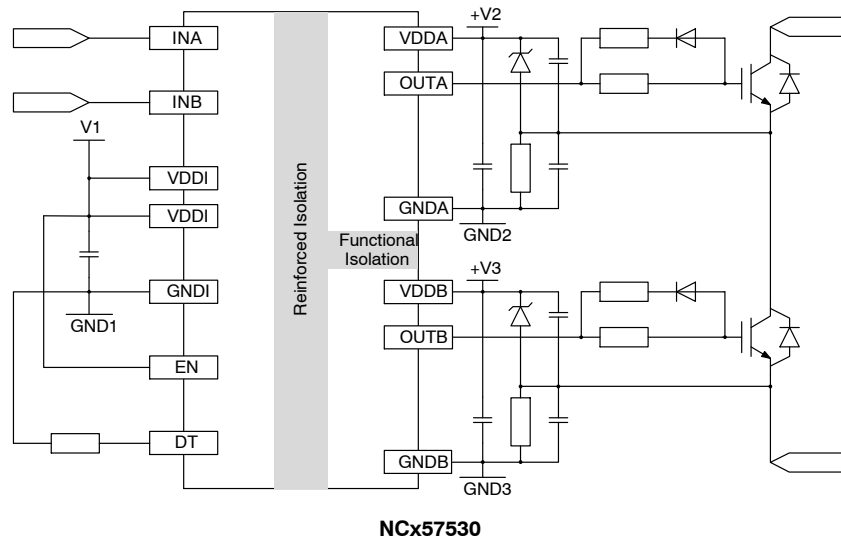 +V2
INA
VDDA
OUTA
INB
V1
VDDI
VDDI
Reinforced Isolation
GNDA
GND2
Functional
Isolation
+V3
GNDI
VDDB
GND1
OUTB
EN
DT
GNDB
GND3
NCx57530